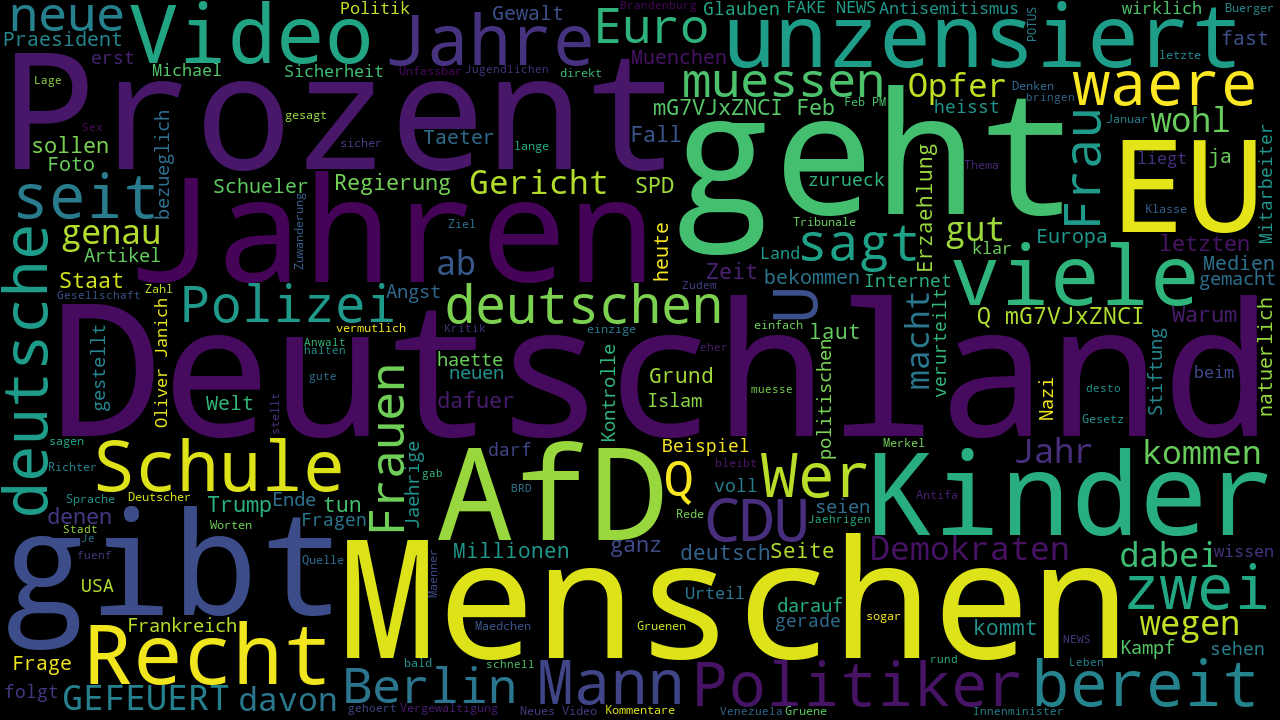 neue
Video
Politik
Jahre
Gewalt
Euro
Brandenburg
Glauben
FAKE NEWS
Antisemitismus
unzensiert
POTUS
wirklich
Buerger
fast
letzte
Praesident
erst
Michael
Sicherheit
Unfassbar
Jugendlichen
direkt
Muenchen
muessen
Opfer
Denken
bringen
waere
Lage
Prozent
gesagt
mG7VJxZNCI Feb
Feb PM
heisst
Januar
wohl
Sex
sollen
Foto
bezueglich
sicher
Taeter
lange
Fall
geht
Erzaehlung
Thema
Frau
EU
liegt
ja
Mitarbeiter
seit
Schueler
Regierung
Gericht
SPD
zurueck
Klasse
Jahren
Zuwanderung
Ziel
Tribunale
gut
Europa
genau
Artikel
ab
heute
Land
sagt
klar
letzten
deutscher
Staat
Zahl
Angst
Zudem
Zeit
bekommen
Internet
viele
Medien
gemacht
Gesellschaft
Polizei
deutschen
U
Q mG7VJxZNCI
Warum
gestellt
Oliver Janich
vermutlich
Kritik
einzige
einfach
laut
macht
verurteilt
natuerlich
Deutschland
Anwalt
halten
haette
eher
Kontrolle
politischen
Stiftung
gute
neuen
Grund
beim
Welt
stellt
Frauen
dafuer
Islam
muesse
Nazi
desto
Gesetz
sagen
Schule
Jaehrige
darf
Beispiel
Merkel
Jahr
kommen
Richter
gab
AfD
bleibt
Q
Wer
Kinder
Sprache
Deutscher
Trump
Ende
tun
BRD
voll
Antifa
denen
Stadt
Je
Worten
Fragen
Rede
CDU
seien
Jaehrigen
gibt
fuenf
Quelle
Menschen
Maenner
Millionen
ganz
deutsch
Seite
Demokraten
dabei
wissen
USA
Urteil
darauf
zwei
Frankreich
Maedchen
Gruenen
gerade
sogar
kommt
NEWS
wegen
Recht
Kampf
sehen
Frage
bald
schnell
rund
Leben
folgt
GEFEUERT
davon
Berlin
Mann
Politiker
bereit
gehoert
Vergewaltigung
Neues Video
Kommentare
Venezuela
Gruene
Innenminister